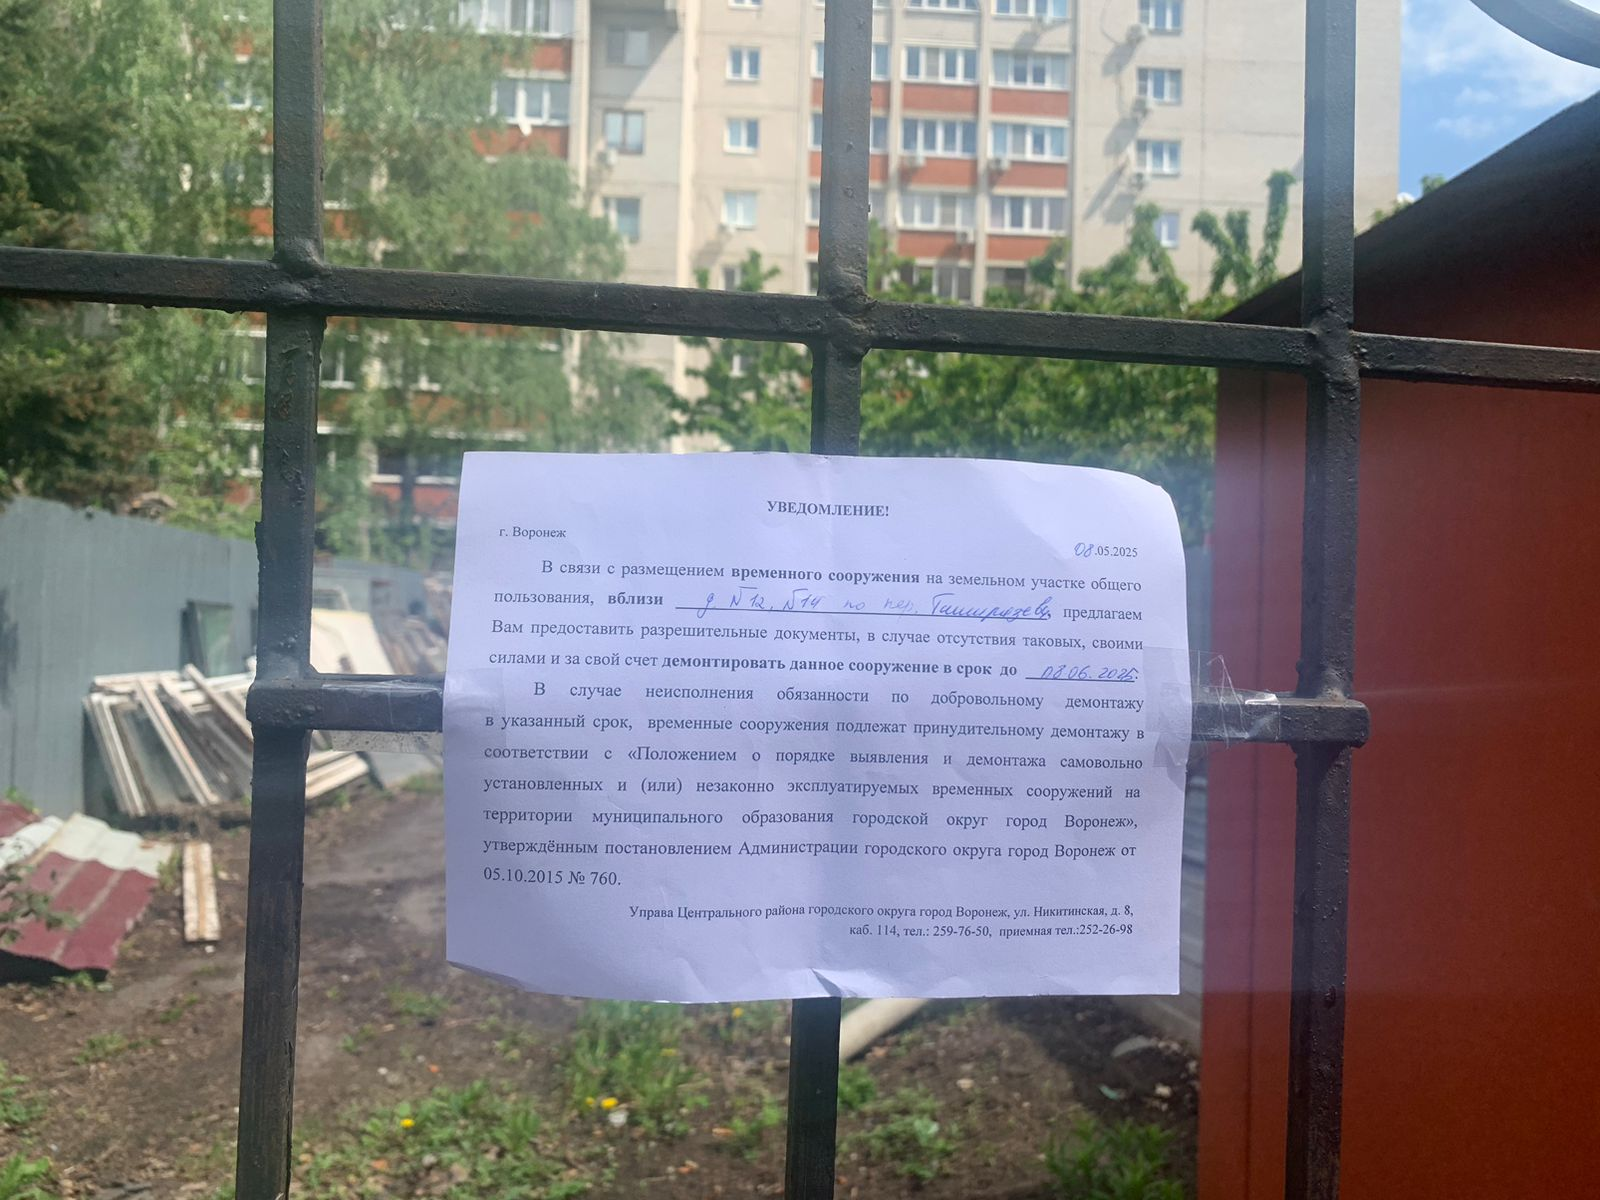 УВЕДОМЛЕНИЕ!
г. Воронеж
08.05.2025
В связи с размещением временного сооружения на земельном участке общего
пользования, вблизи д. №12, №14 по пер. Тимирязева, предлагаем
Вам предоставить разрешительные документы, в случае отсутствия таковых, своими
силами и за свой счет демонтировать данное сооружение в срок до 08.06.2025.
В случае неисполнения обязанности по добровольному демонтажу
в указанный срок, временные сооружения подлежат принудительному демонтажу в
соответствии с «Положением о порядке выявления и демонтажа самовольно
установленных и (или) незаконно эксплуатируемых временных сооружений на
территории муниципального образования городской округ город Воронеж»,
утверждённым постановлением Администрации городского округа город Воронеж от
05.10.2015 № 760.
Управа Центрального района городского округа город Воронеж, ул. Никитинская, д. 8,
каб. 114, тел.: 259-76-50, приемная тел.:252-26-98